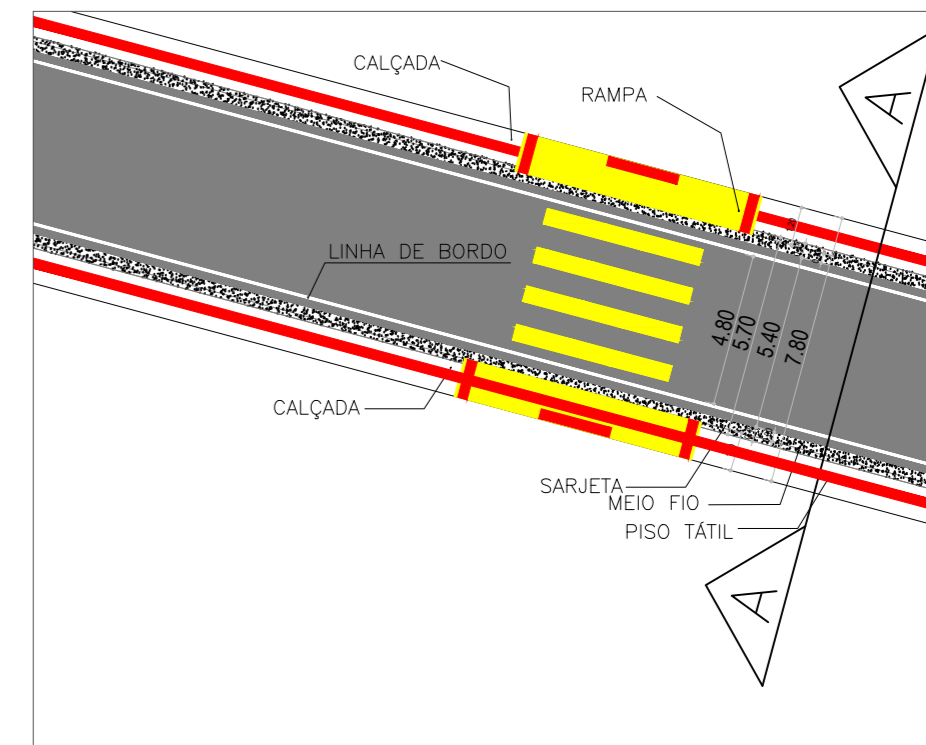 CALÇADA
RAMPA
A
LINHA DE BORDO
4.80
5.70
5.40
7.80
CALÇADA
SARJETA
MEIO FIO
PISO TÁTIL
A